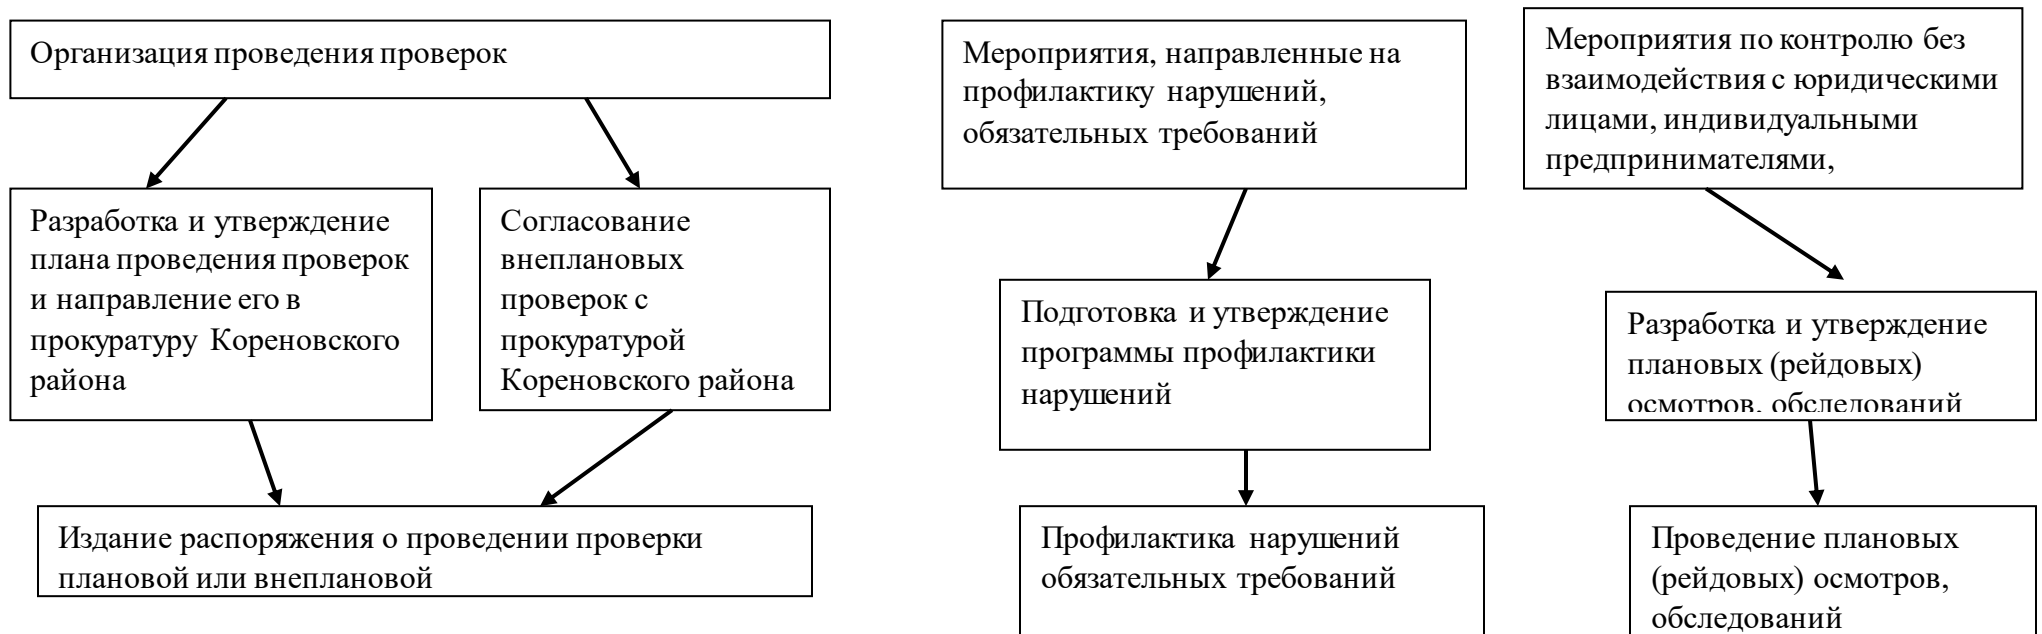 Организация проведения проверок
Разработка и утверждение
плана проведения проверок
и направление его в
прокуратуру Кореновского
района
Согласование
внеплановых
проверок с
прокуратурой
Кореновского района
Издание распоряжения о проведении проверки
плановой или внеплановой
Мероприятия, направленные на
профилактику нарушений,
обязательных требований
Подготовка и утверждение
программы профилактики
нарушений
Профилактика нарушений
обязательных требований
Мероприятия по контролю без
взаимодействия с юридическими
лицами, индивидуальными
предпринимателями,
Разработка и утверждение
плановых (рейдовых)
осмотров, обследований
Проведение плановых
(рейдовых) осмотров,
обследований